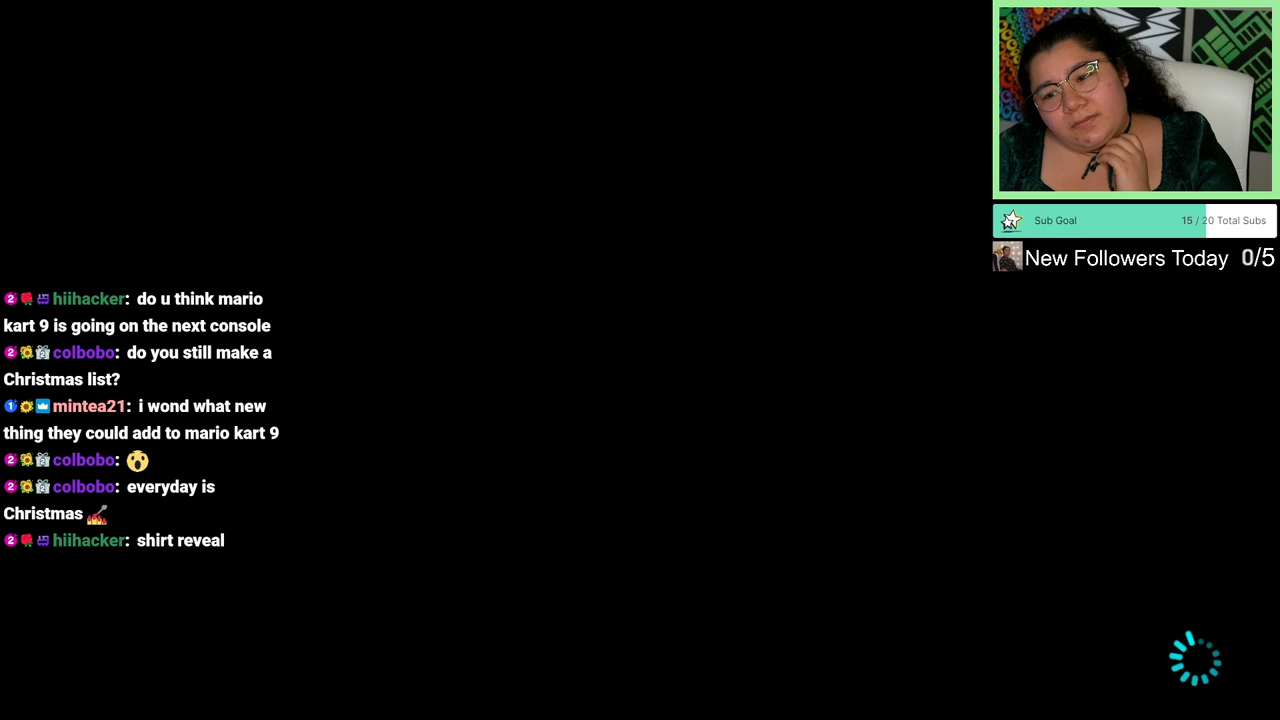 Sub Goal 15 / 20 Total Subs
New Followers Today 0/5
hiihacker: do u think mario
kart 9 is going on the next console
colbobo: do you still make a
Christmas list?
mintea21: i wond what new
thing they could add to mario kart 9
colbobo:
colbobo: everyday is
Christmas
hiihacker: shirt reveal